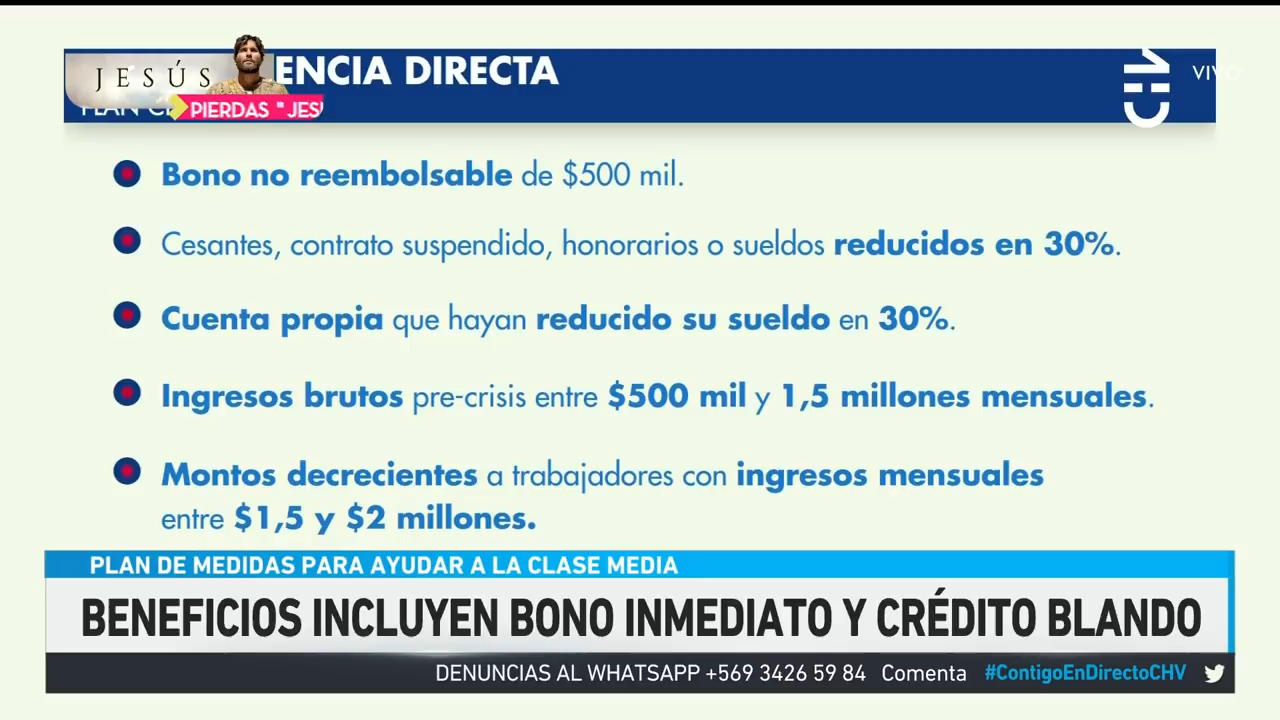 JESÚS
ENCIA DIRECTA
PIERDAS "JES
CHV
VIVO
Bono no reembolsable de $500 mil.
Cesantes, contrato suspendido, honorarios o sueldos reducidos en 30%.
Cuenta propia que hayan reducido su sueldo en 30%.
Ingresos brutos pre-crisis entre $500 mil y 1,5 millones mensuales.
Montos decrecientes a trabajadores con ingresos mensuales
entre $1,5 y $2 millones.
PLAN DE MEDIDAS PARA AYUDAR A LA CLASE MEDIA
BENEFICIOS INCLUYEN BONO INMEDIATO Y CRÉDITO BLANDO
DENUNCIAS AL WHATSAPP +569 3426 59 84 Comenta #ContigoEnDirectoCHV